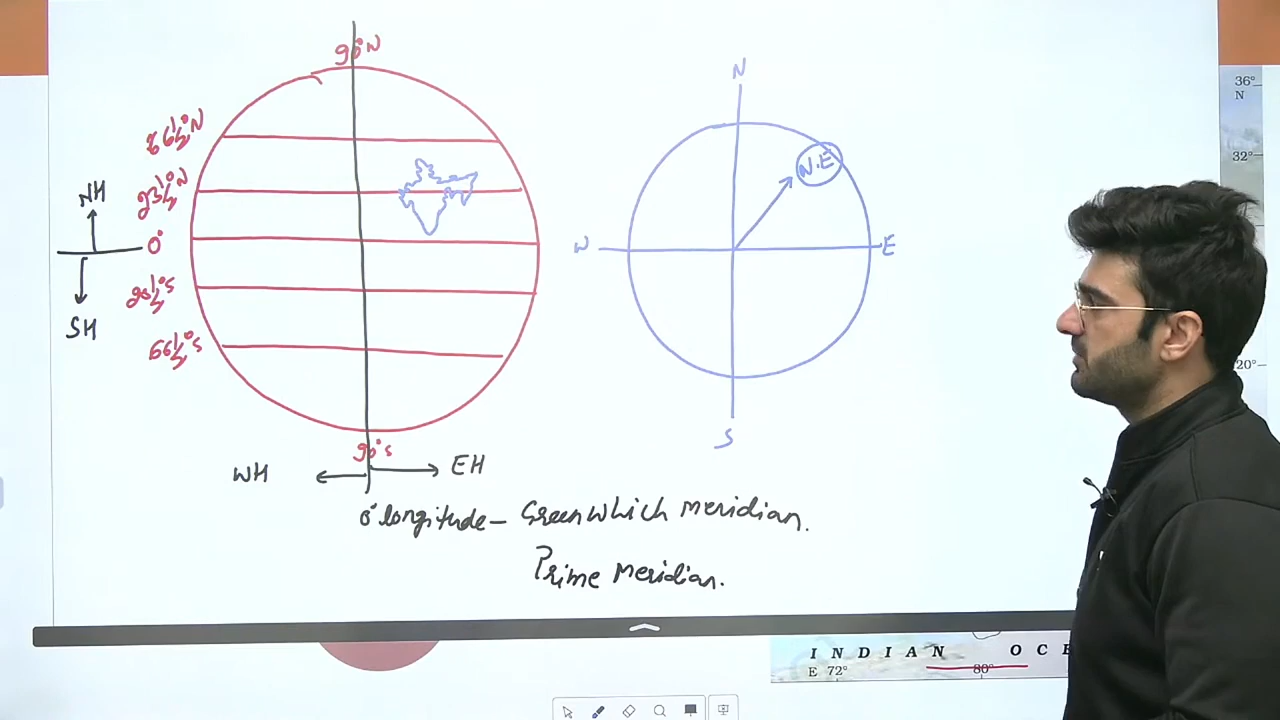 90°N
66½°N
23½°N
NH
0°
SH
23½°S
66½°S
90°S
WH
EH
N
N.E
W
E
S
0° longitude - Greenwhich meridian.
Prime Meridian.
36°
N
32°
20°
INDIAN OCE
E 72°
80°